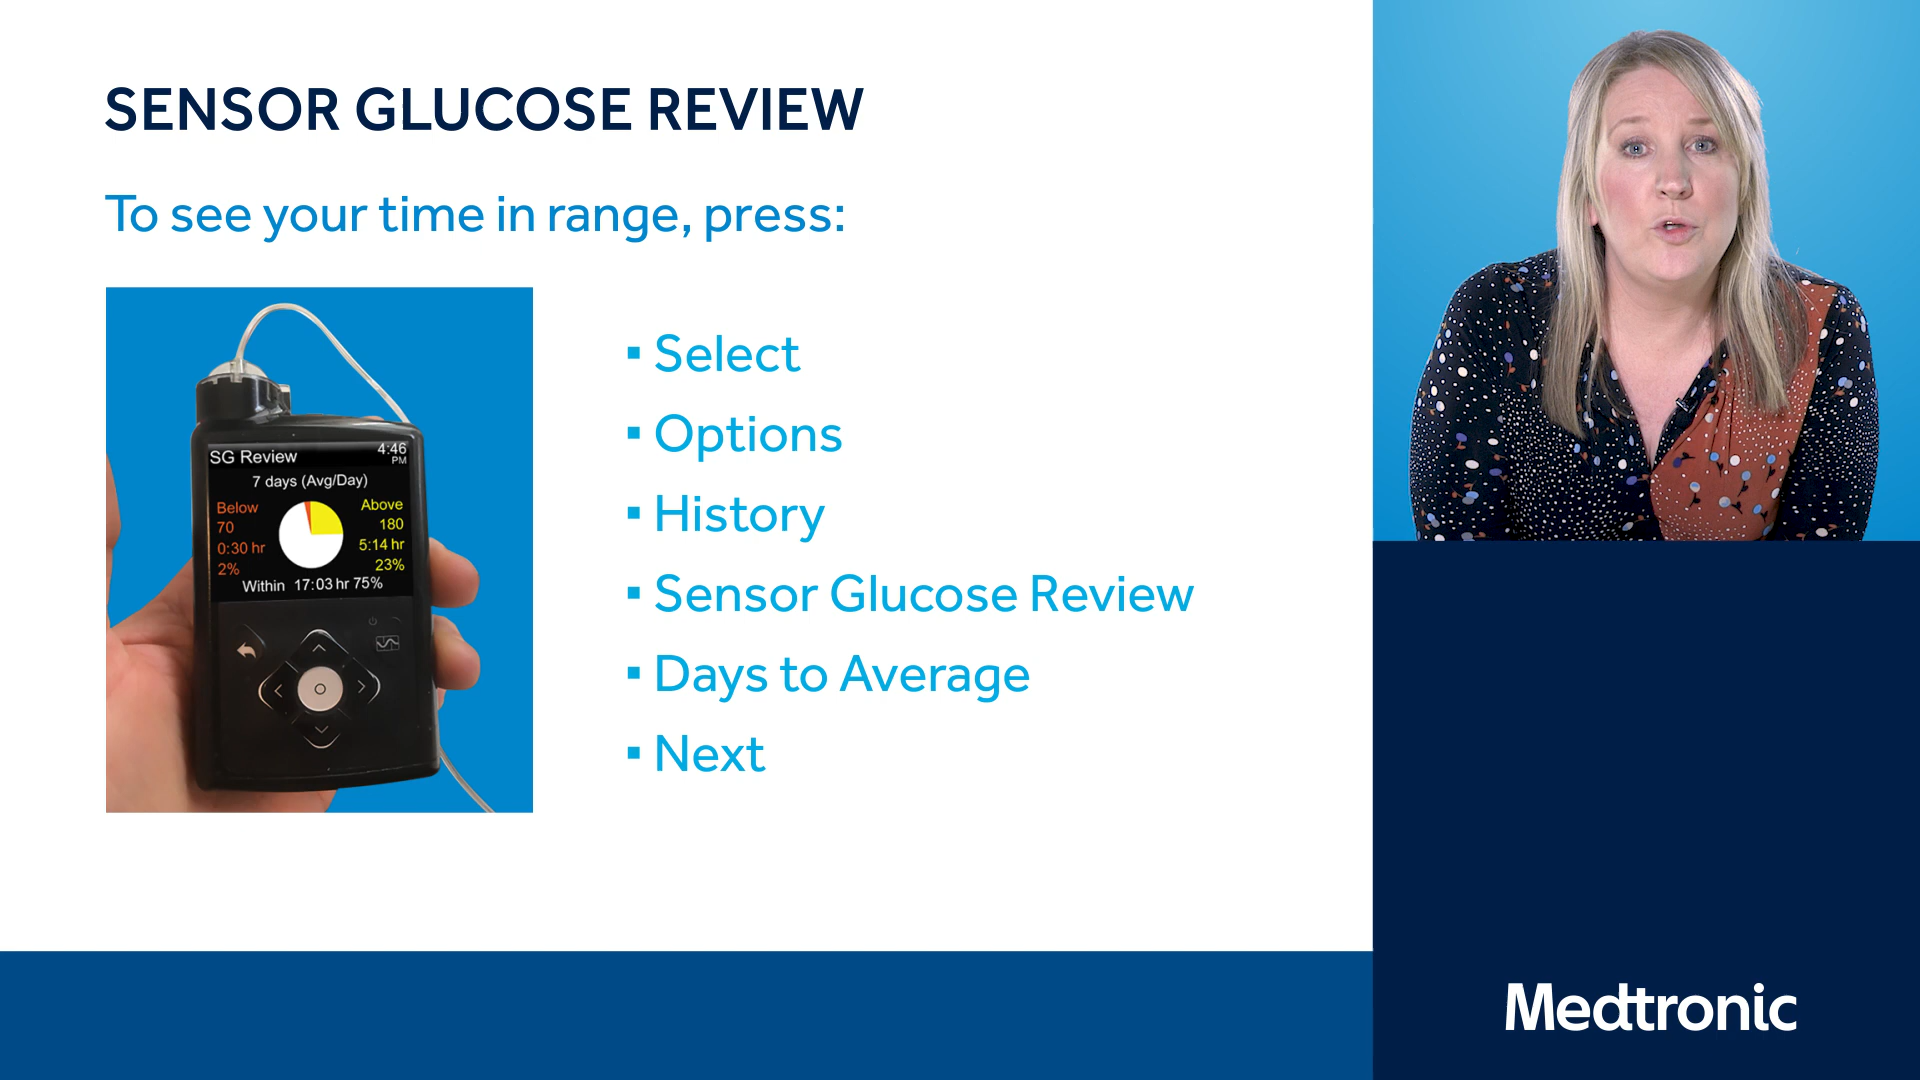 SENSOR GLUCOSE REVIEW
To see your time in range, press:
SG Review
4:46
PM
7 days (Avg/Day)
Below
70
0:30 hr
2%
Above
180
5:14 hr
23%
Within 17:03 hr 75%
▪ Select
▪ Options
▪ History
▪ Sensor Glucose Review
▪ Days to Average
▪ Next
Medtronic